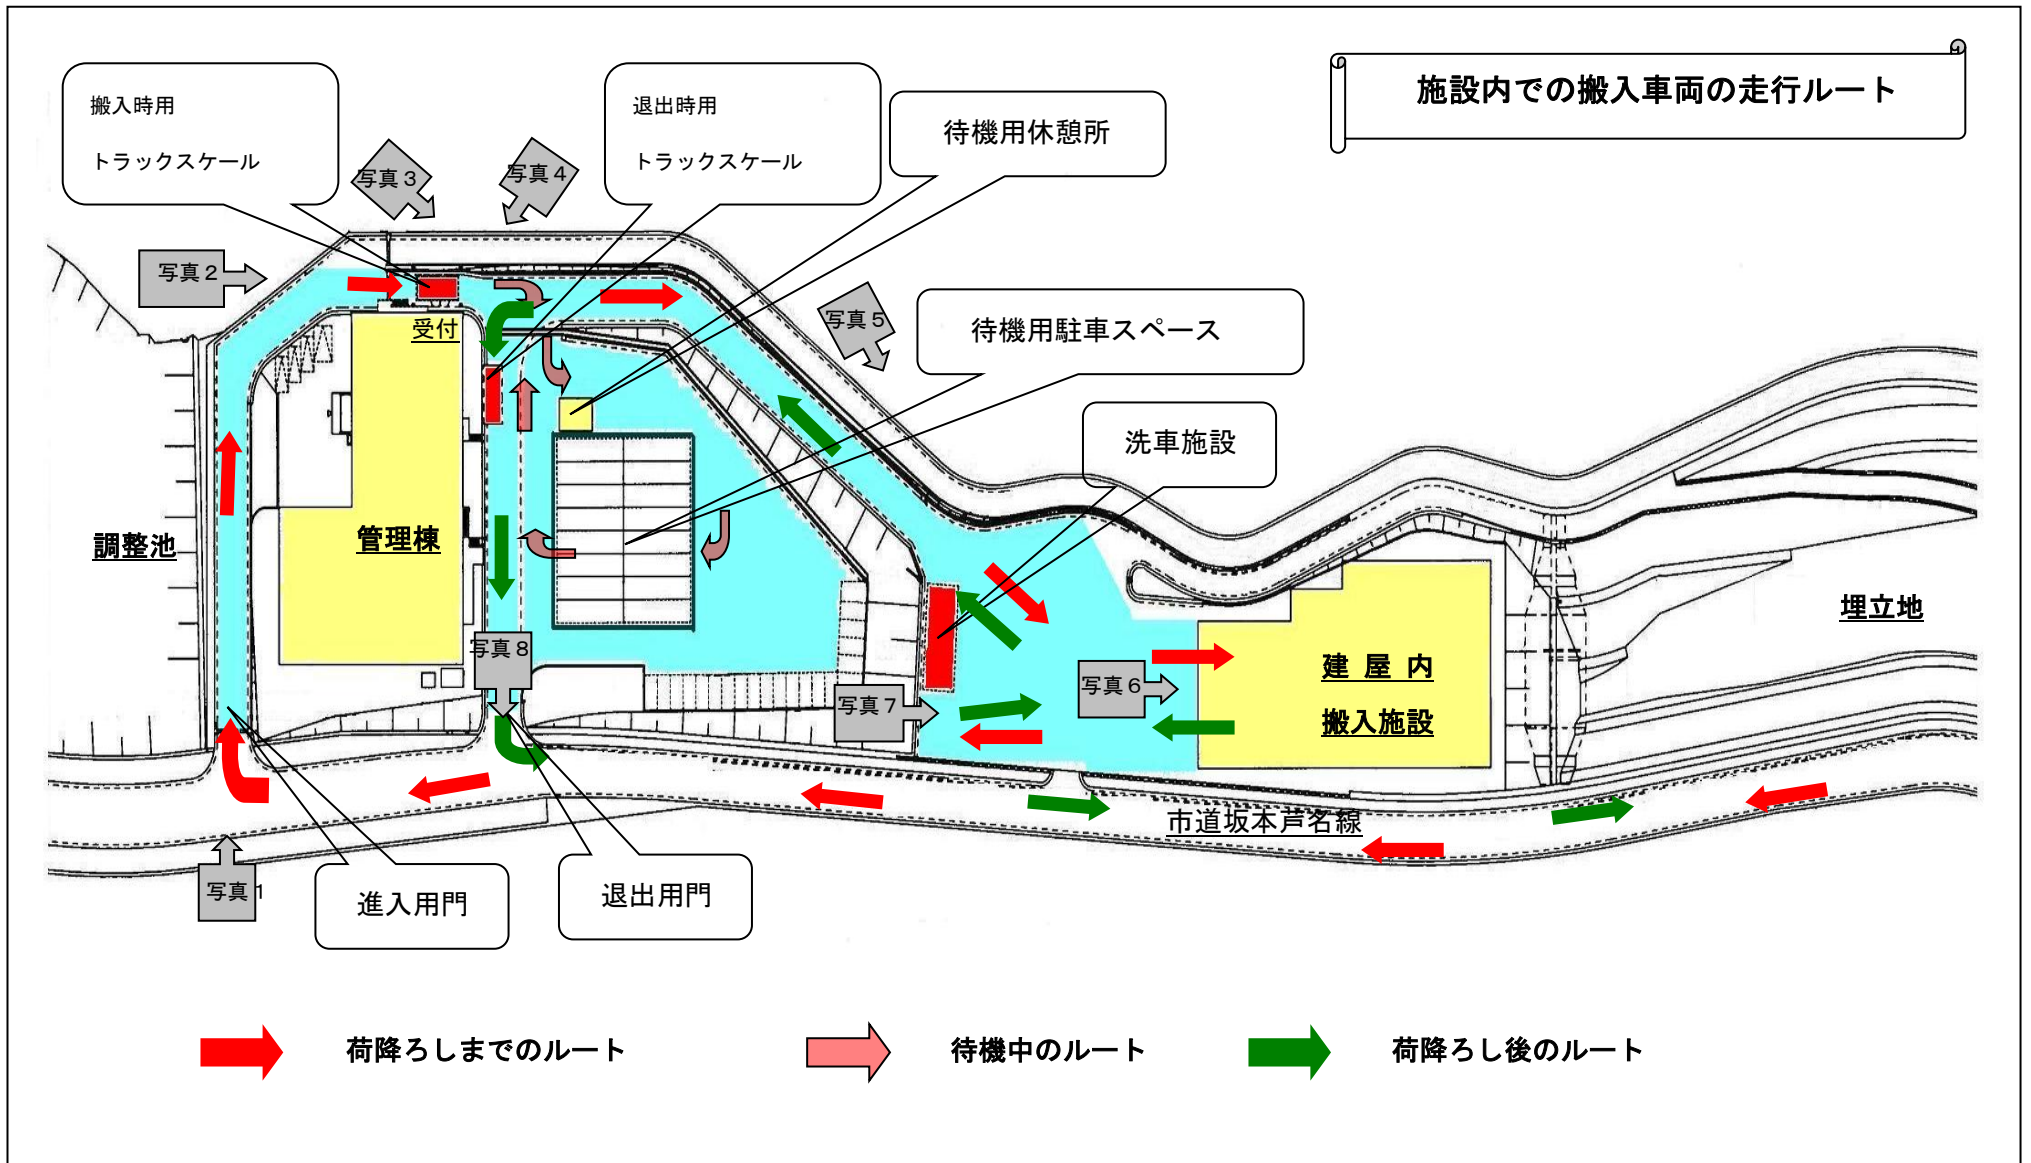 施設内での搬入車両の走行ルート
搬入時用
トラックスケール
退出時用
トラックスケール
待機用休憩所
写真３
写真４
写真２
写真５
待機用駐車スペース
受付
洗車施設
調整池
管理棟
埋立地
写真８
写真７
写真６
建 屋 内
搬入施設
市道坂本芦名線
写真１
進入用門
退出用門
荷降ろしまでのルート
待機中のルート
荷降ろし後のルート